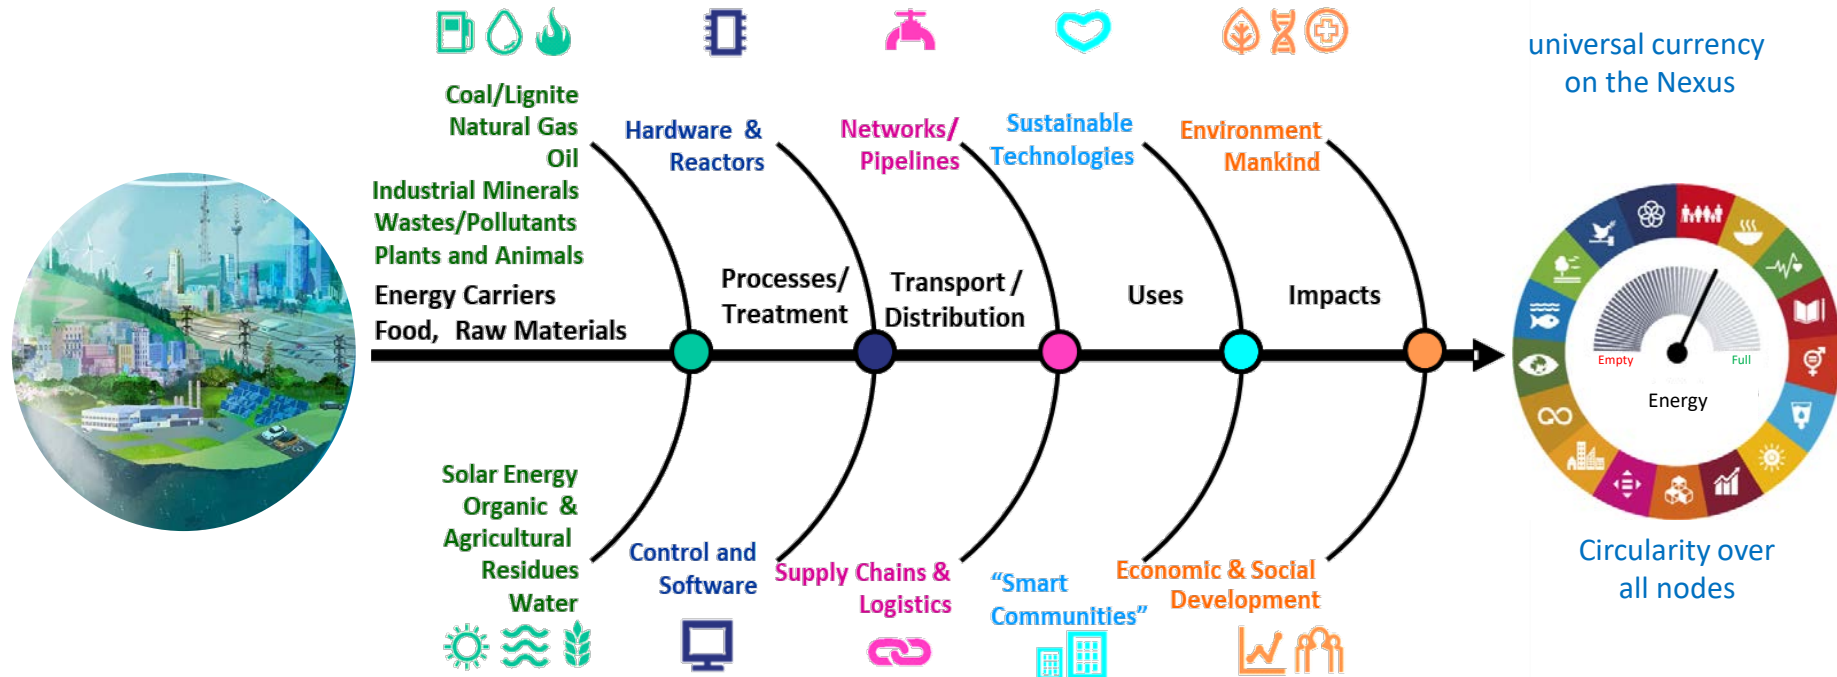 Coal/Lignite
Natural Gas
Oil
Industrial Minerals
Wastes/Pollutants
Plants and Animals
Energy Carriers
Food, Raw Materials
Solar Energy
Organic &
Agricultural
Residues
Water
Hardware &
Reactors
Processes/
Treatment
Control and
Software
Networks/
Pipelines
Transport /
Distribution
Supply Chains &
Logistics
Sustainable
Technologies
Uses
“Smart
Communities”
Environment
Mankind
Impacts
Economic & Social
Development
universal currency
on the Nexus
Empty
Full
Energy
Circularity over
all nodes